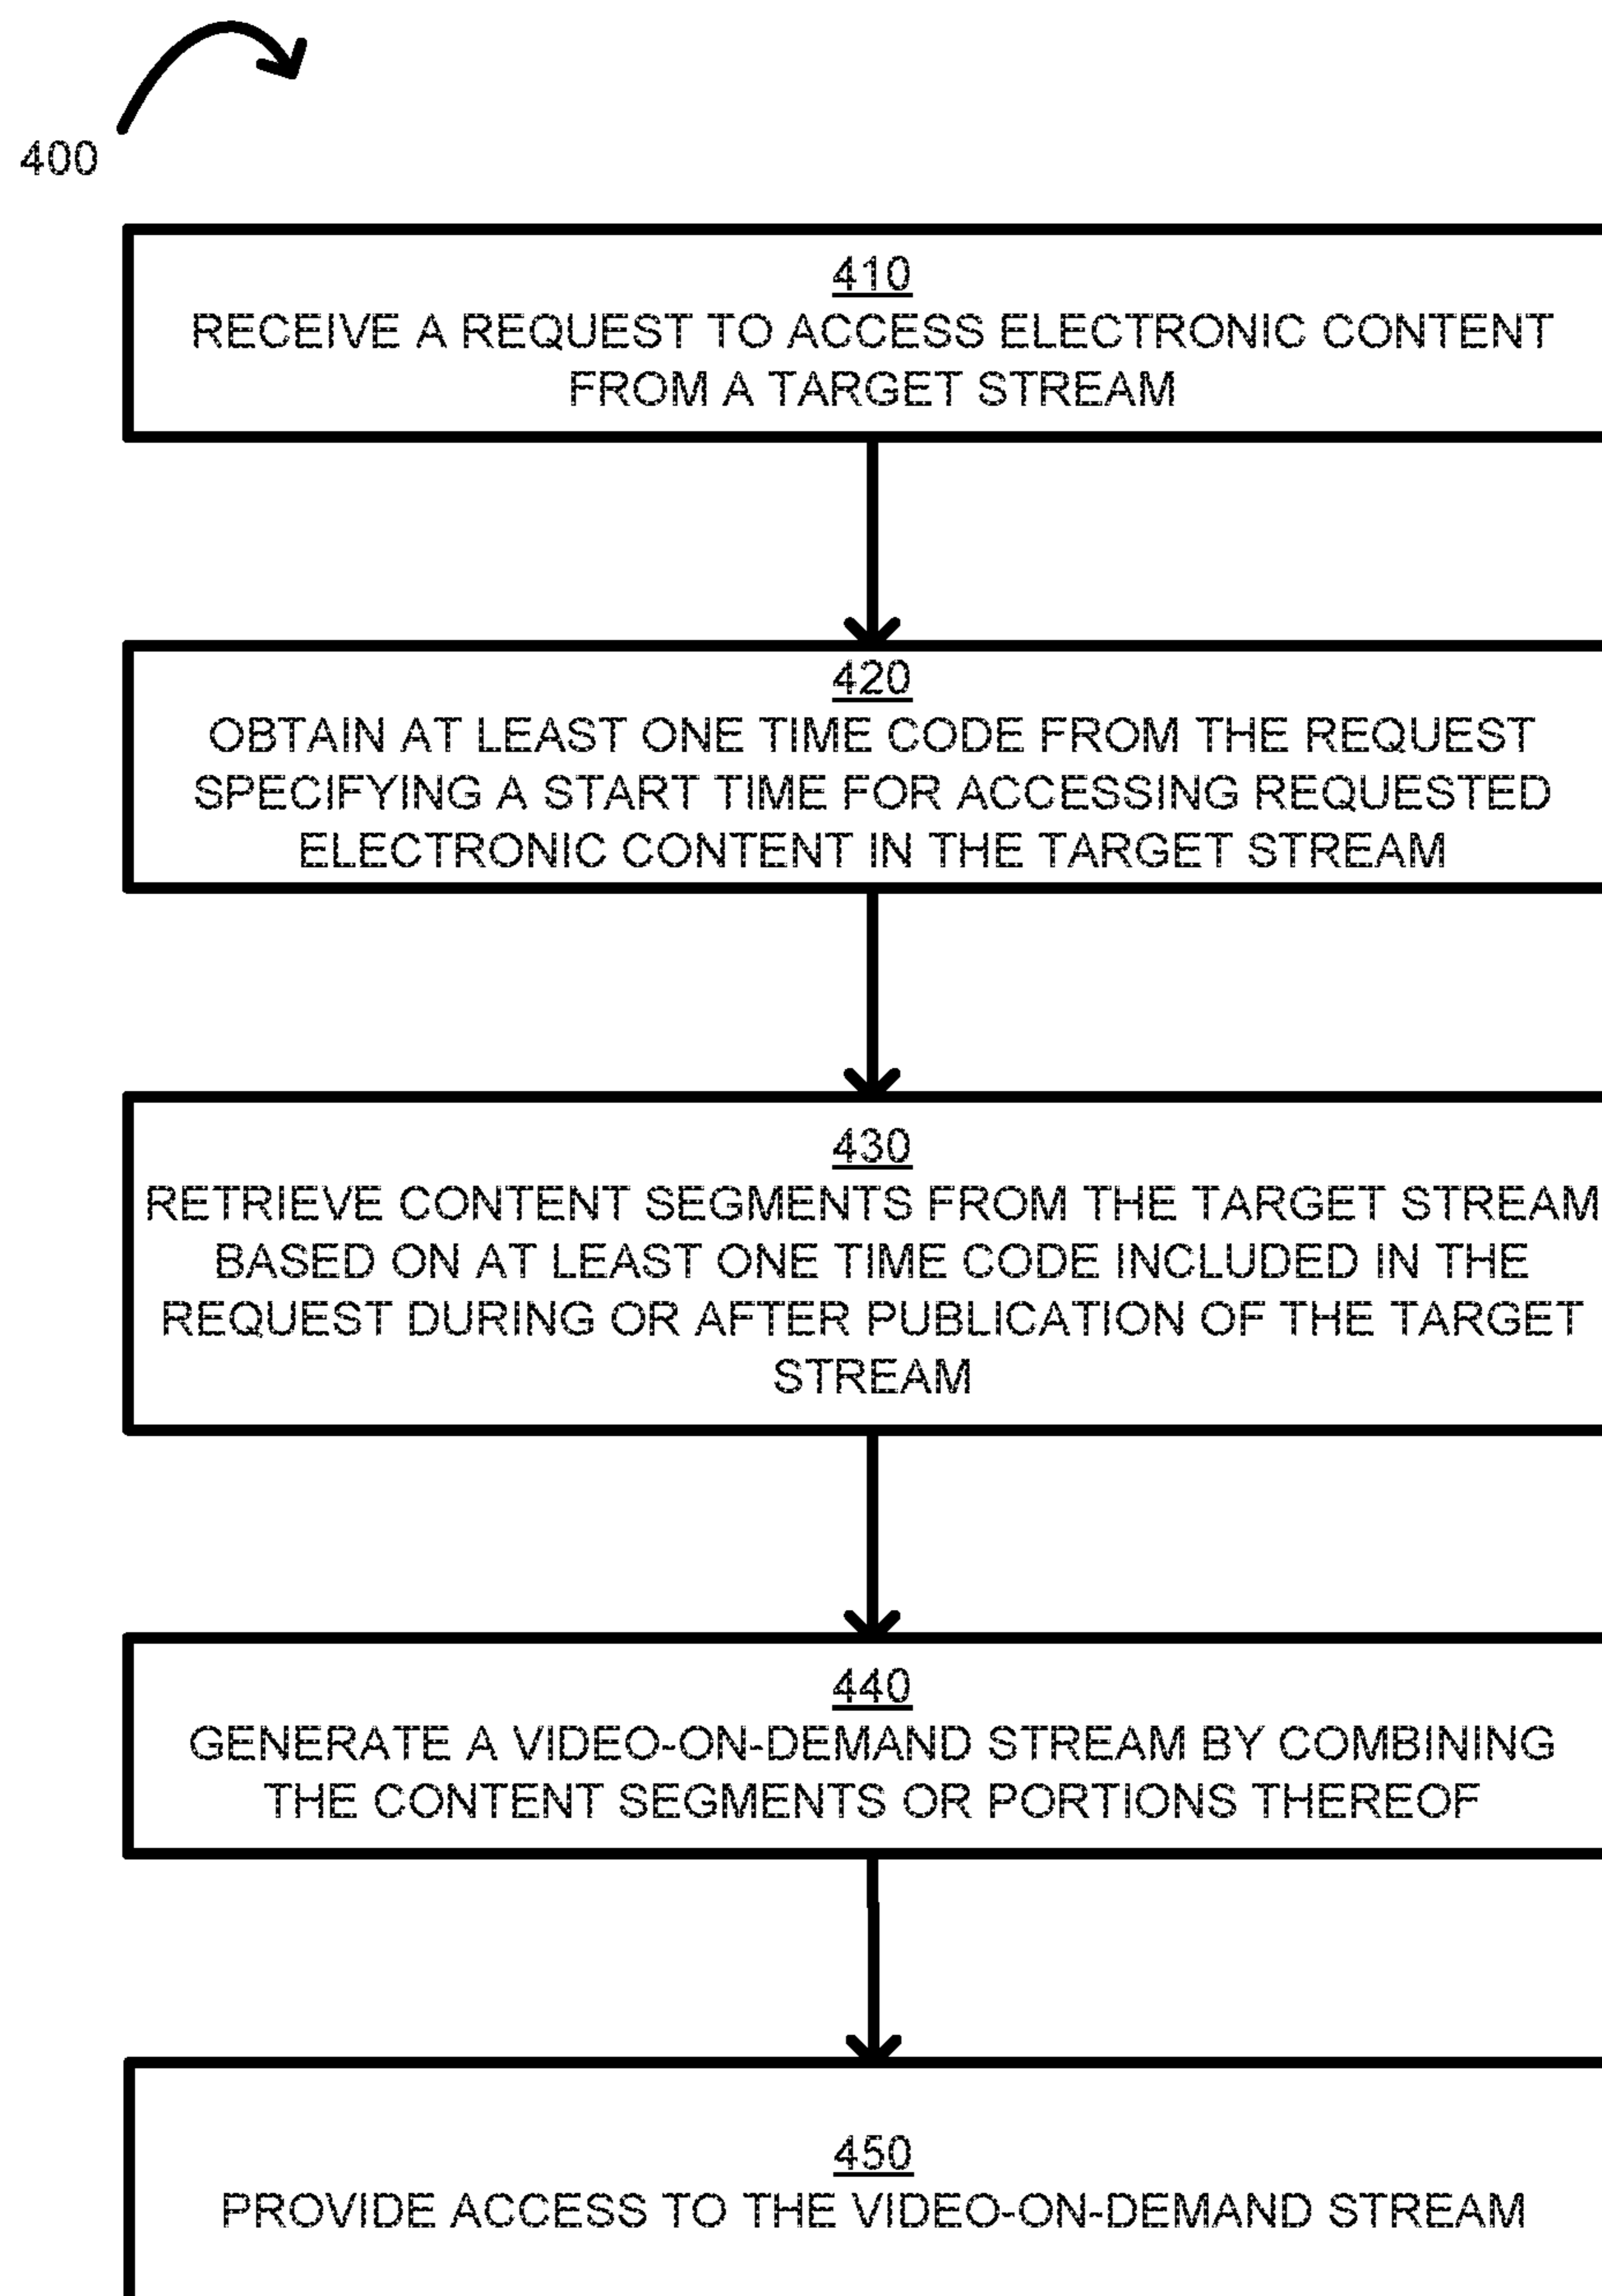 400
410
RECEIVE A REQUEST TO ACCESS ELECTRONIC CONTENT
FROM A TARGET STREAM
420
OBTAIN AT LEAST ONE TIME CODE FROM THE REQUEST
SPECIFYING A START TIME FOR ACCESSING REQUESTED
ELECTRONIC CONTENT IN THE TARGET STREAM
430
RETRIEVE CONTENT SEGMENTS FROM THE TARGET STREAM
BASED ON AT LEAST ONE TIME CODE INCLUDED IN THE
REQUEST DURING OR AFTER PUBLICATION OF THE TARGET
STREAM
440
GENERATE A VIDEO-ON-DEMAND STREAM BY COMBINING
THE CONTENT SEGMENTS OR PORTIONS THEREOF
450
PROVIDE ACCESS TO THE VIDEO-ON-DEMAND STREAM